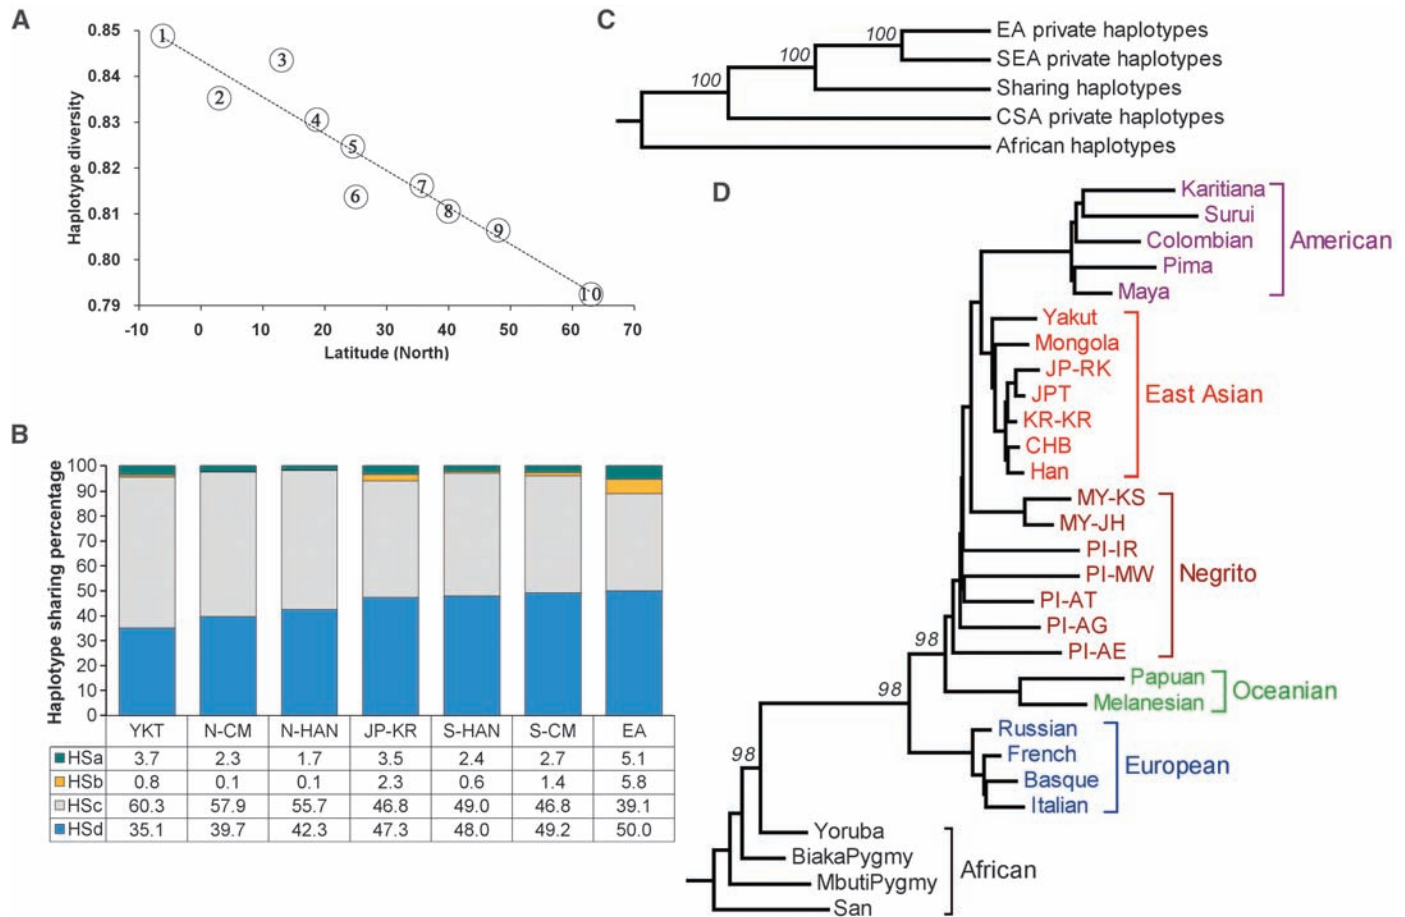 A
0.85
0.84
0.83
0.82
0.81
0.80
0.79
Haplotype diversity
1
2
3
4
5
6
7
8
9
10
-10
0
10
20
30
40
50
60
70
Latitude (North)
B
Haplotype sharing percentage
100
90
80
70
60
50
40
30
20
10
0
YKT N-CM N-HAN JP-KR S-HAN S-CM EA
HSa 3.7 2.3 1.7 3.5 2.4 2.7 5.1
HSb 0.8 0.1 0.1 2.3 0.6 1.4 5.8
HSc 60.3 57.9 55.7 46.8 49.0 46.8 39.1
HSd 35.1 39.7 42.3 47.3 48.0 49.2 50.0
C
100
100
100
EA private haplotypes
SEA private haplotypes
Sharing haplotypes
CSA private haplotypes
African haplotypes
D
Karitiana
Surui
Colombian
Pima
Maya
American
Yakut
Mongola
JP-RK
JPT
KR-KR
CHB
Han
East Asian
MY-KS
MY-JH
PI-IR
PI-MW
PI-AT
PI-AG
PI-AE
Negrito
98
Papuan
Melanesian
Oceanian
98
Russian
French
Basque
Italian
European
98
Yoruba
BiakaPygmy
MbutiPygmy
San
African